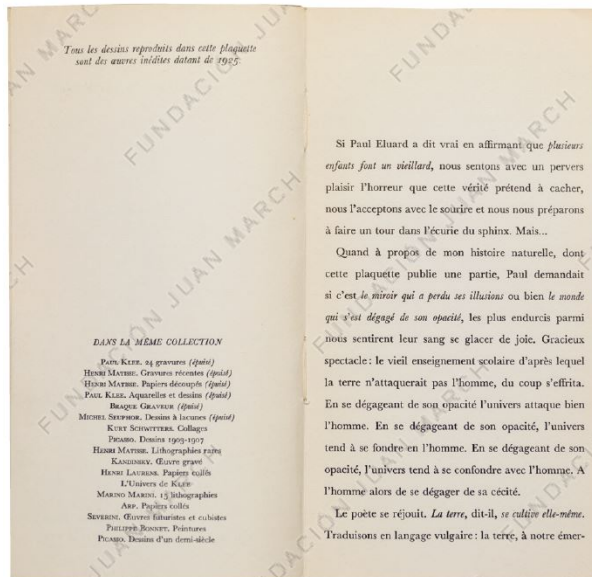 Tous les dessins reproduits dans cette plaquette
sont des œuvres inédites datant de 1925.
DANS LA MÊME COLLECTION
PAUL KLEE. 24 gravures (épuisé)
HENRI MATISSE. Gravures récentes (épuisé)
HENRI MATISSE. Papiers découpés (épuisé)
PAUL KLEE. Aquarelles et dessins (épuisé)
BRAQUE GRAVEUR (épuisé)
MICHEL SEUPHOR. Dessins à lacunes (épuisé)
KURT SCHWITTERS. Collages
PICASSO. Dessins 1903-1907
HENRI MATISSE. Lithographies rares
KANDINSKY. Œuvre gravé
HENRI LAURENS. Papiers collés
L'Univers de KLEE
MARINO MARINI. 15 lithographies
ARP. Papiers collés
SEVERINI. Œuvres futuristes et cubistes
PHILIPPE BONNET. Peintures
PICASSO. Dessins d'un demi-siècle
Si Paul Eluard a dit vrai en affirmant que plusieurs
enfants font un vieillard, nous sentons avec un pervers
plaisir l'horreur que cette vérité prétend à cacher,
nous l'acceptons avec le sourire et nous nous préparons
à faire un tour dans l'écurie du sphinx. Mais...
Quand à propos de mon histoire naturelle, dont
cette plaquette publie une partie, Paul demandait
si c'est le miroir qui a perdu ses illusions ou bien le monde
qui s'est dégagé de son opacité, les plus endurcis parmi
nous sentirent leur sang se glacer de joie. Gracieux
spectacle : le vieil enseignement scolaire d'après lequel
la terre n'attaquerait pas l'homme, du coup s'effrita.
En se dégageant de son opacité l'univers attaque bien
l'homme. En se dégageant de son opacité, l'univers
tend à se fondre en l'homme. En se dégageant de son
opacité, l'univers tend à se confondre avec l'homme. A
l'homme alors de se dégager de sa cécité.
Le poète se réjouit. La terre, dit-il, se cultive elle-même.
Traduisons en langage vulgaire : la terre, à notre émer-
FUNDACIÓN JUAN MARCH